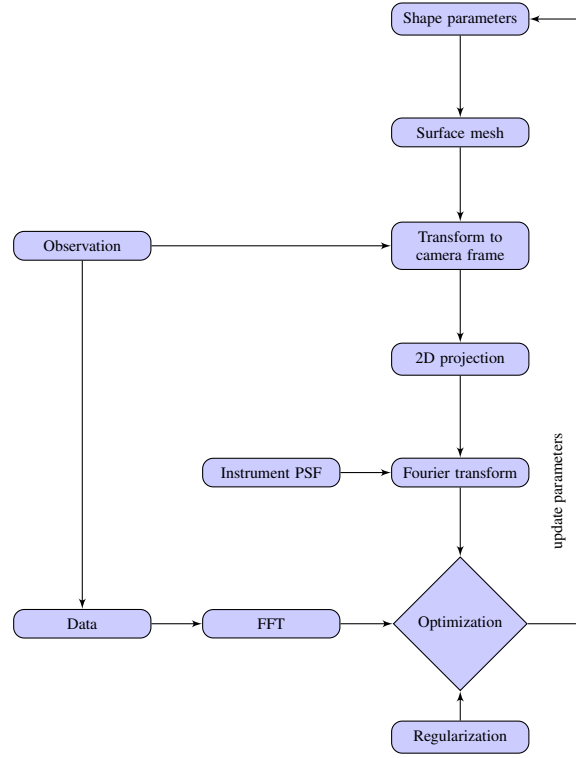 Shape parameters
Surface mesh
Observation
Transform to
camera frame
2D projection
Instrument PSF
Fourier transform
update parameters
Data
FFT
Optimization
Regularization